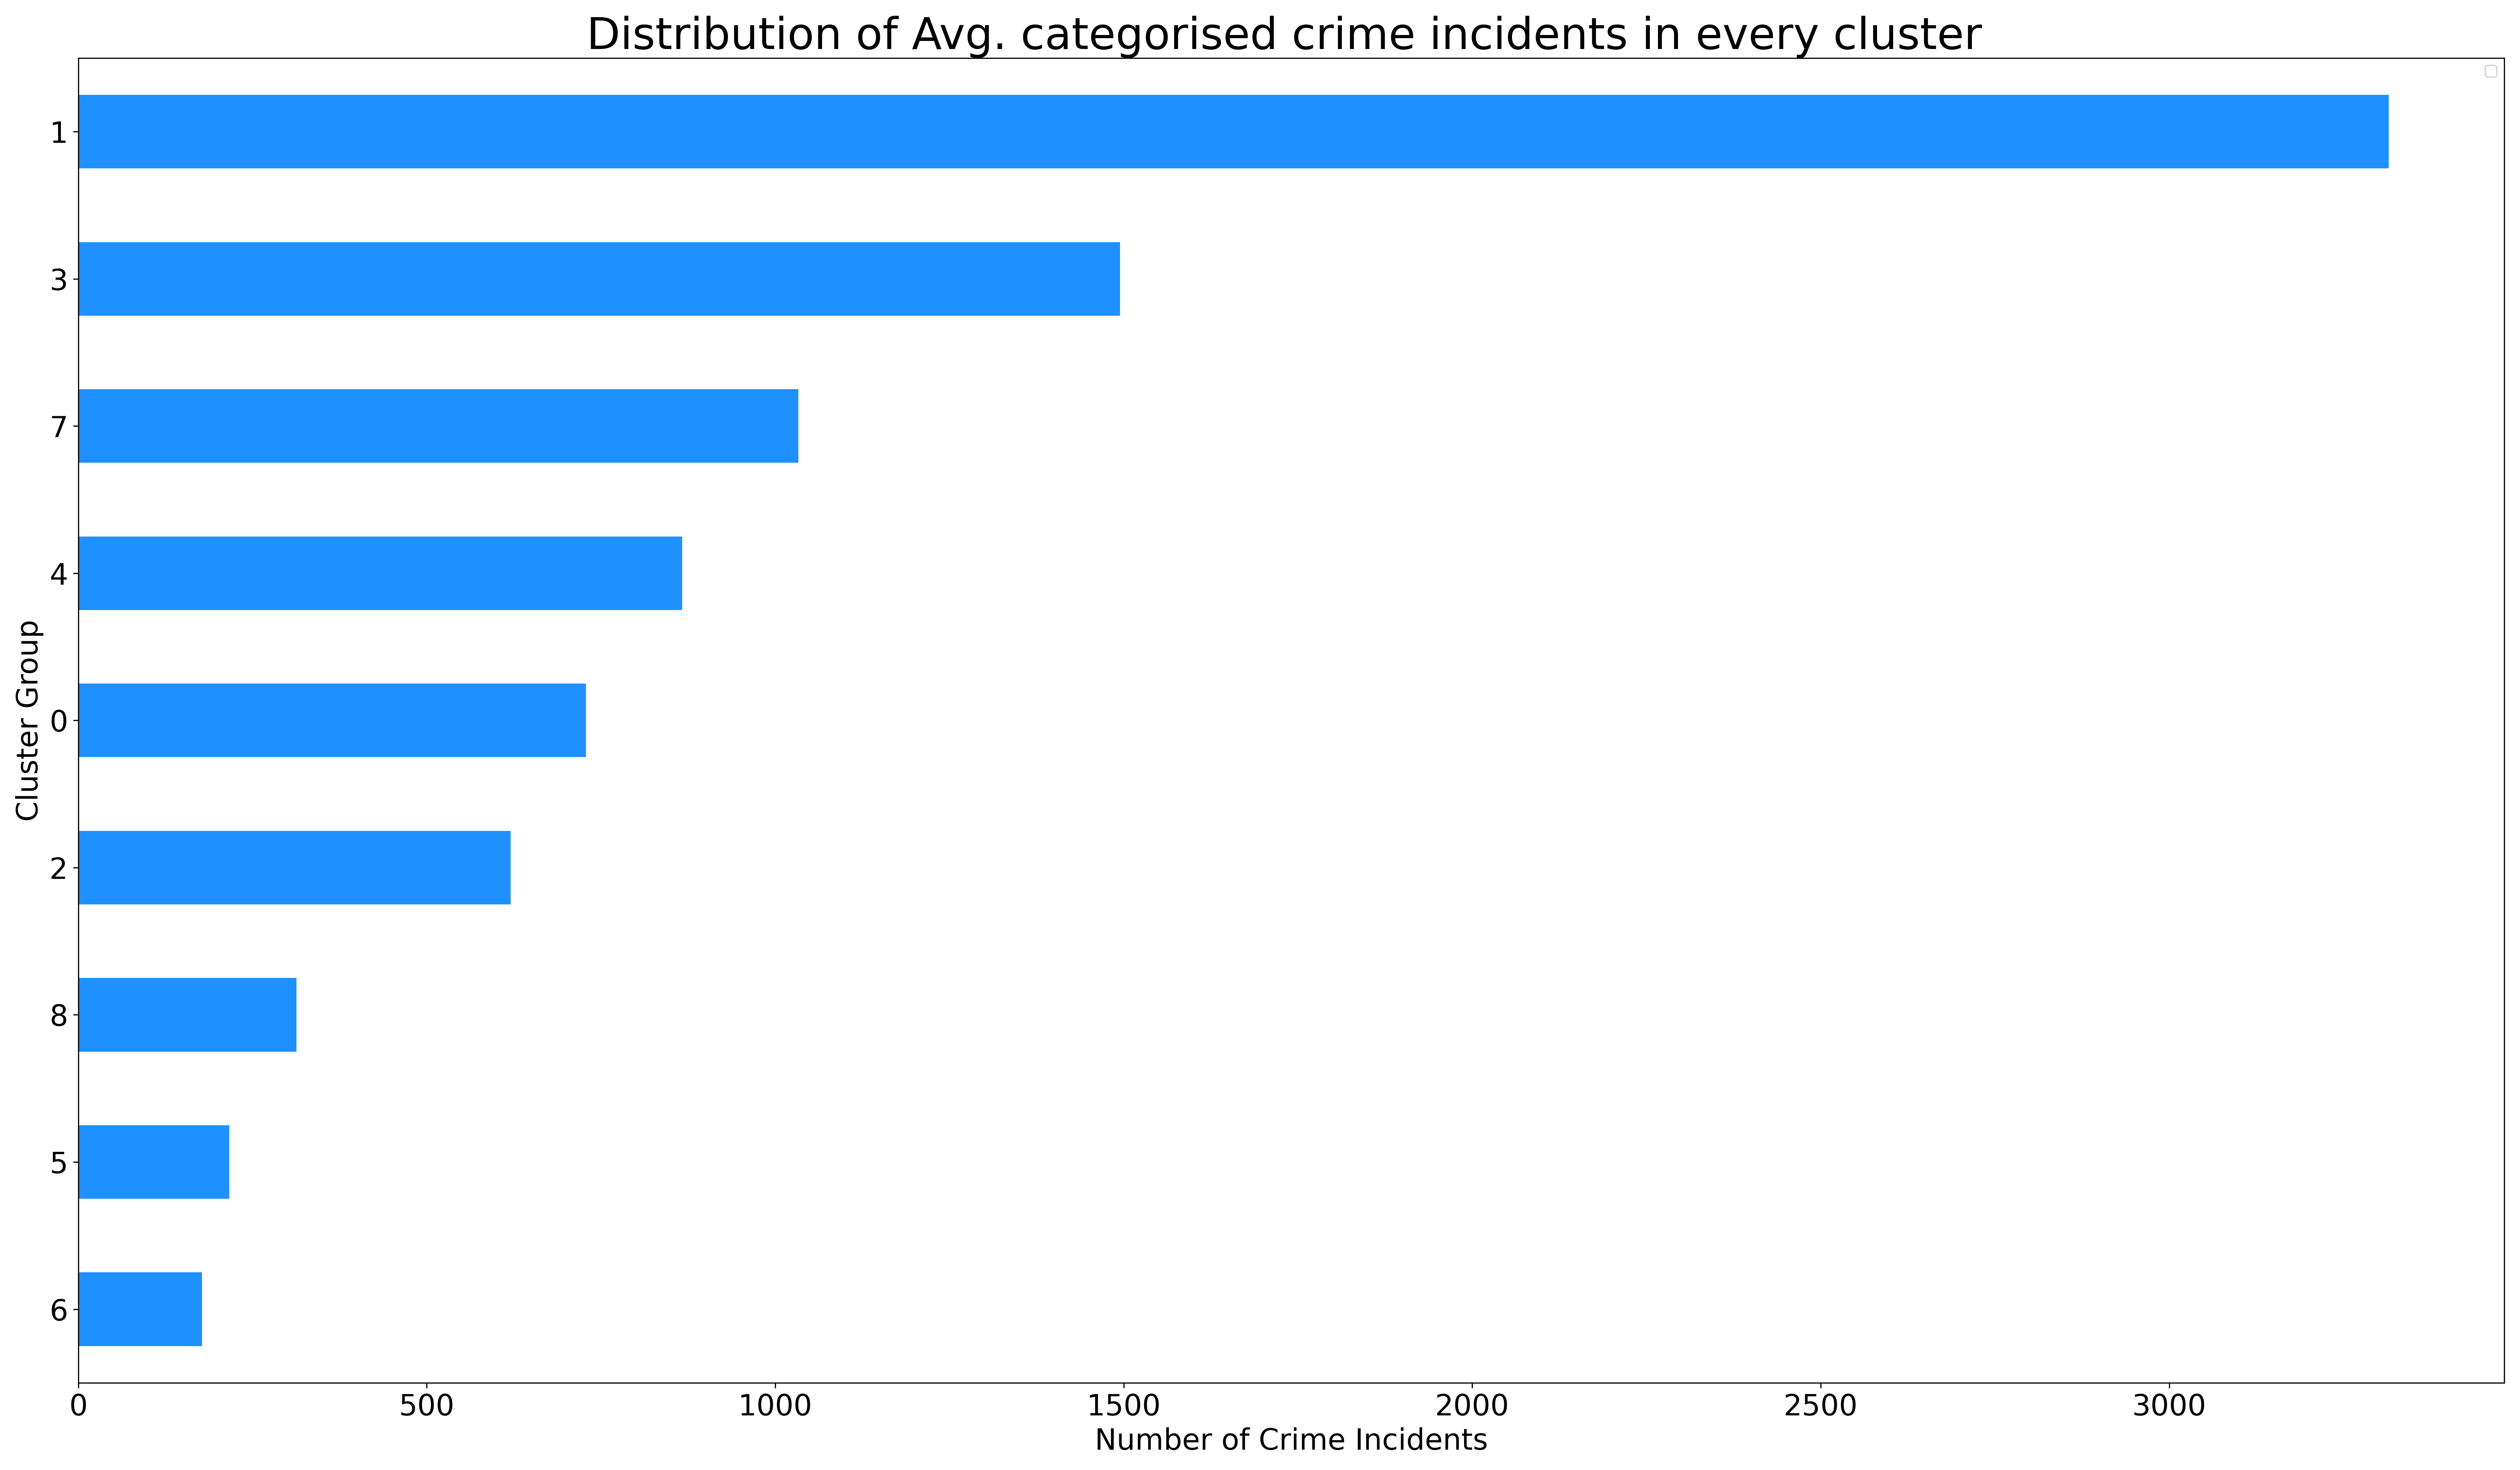 Distribution of Avg. categorised crime incidents in every cluster
1
3
7
4
0
2
8
5
6
Cluster Group
0 500 1000 1500 2000 2500 3000
Number of Crime Incidents